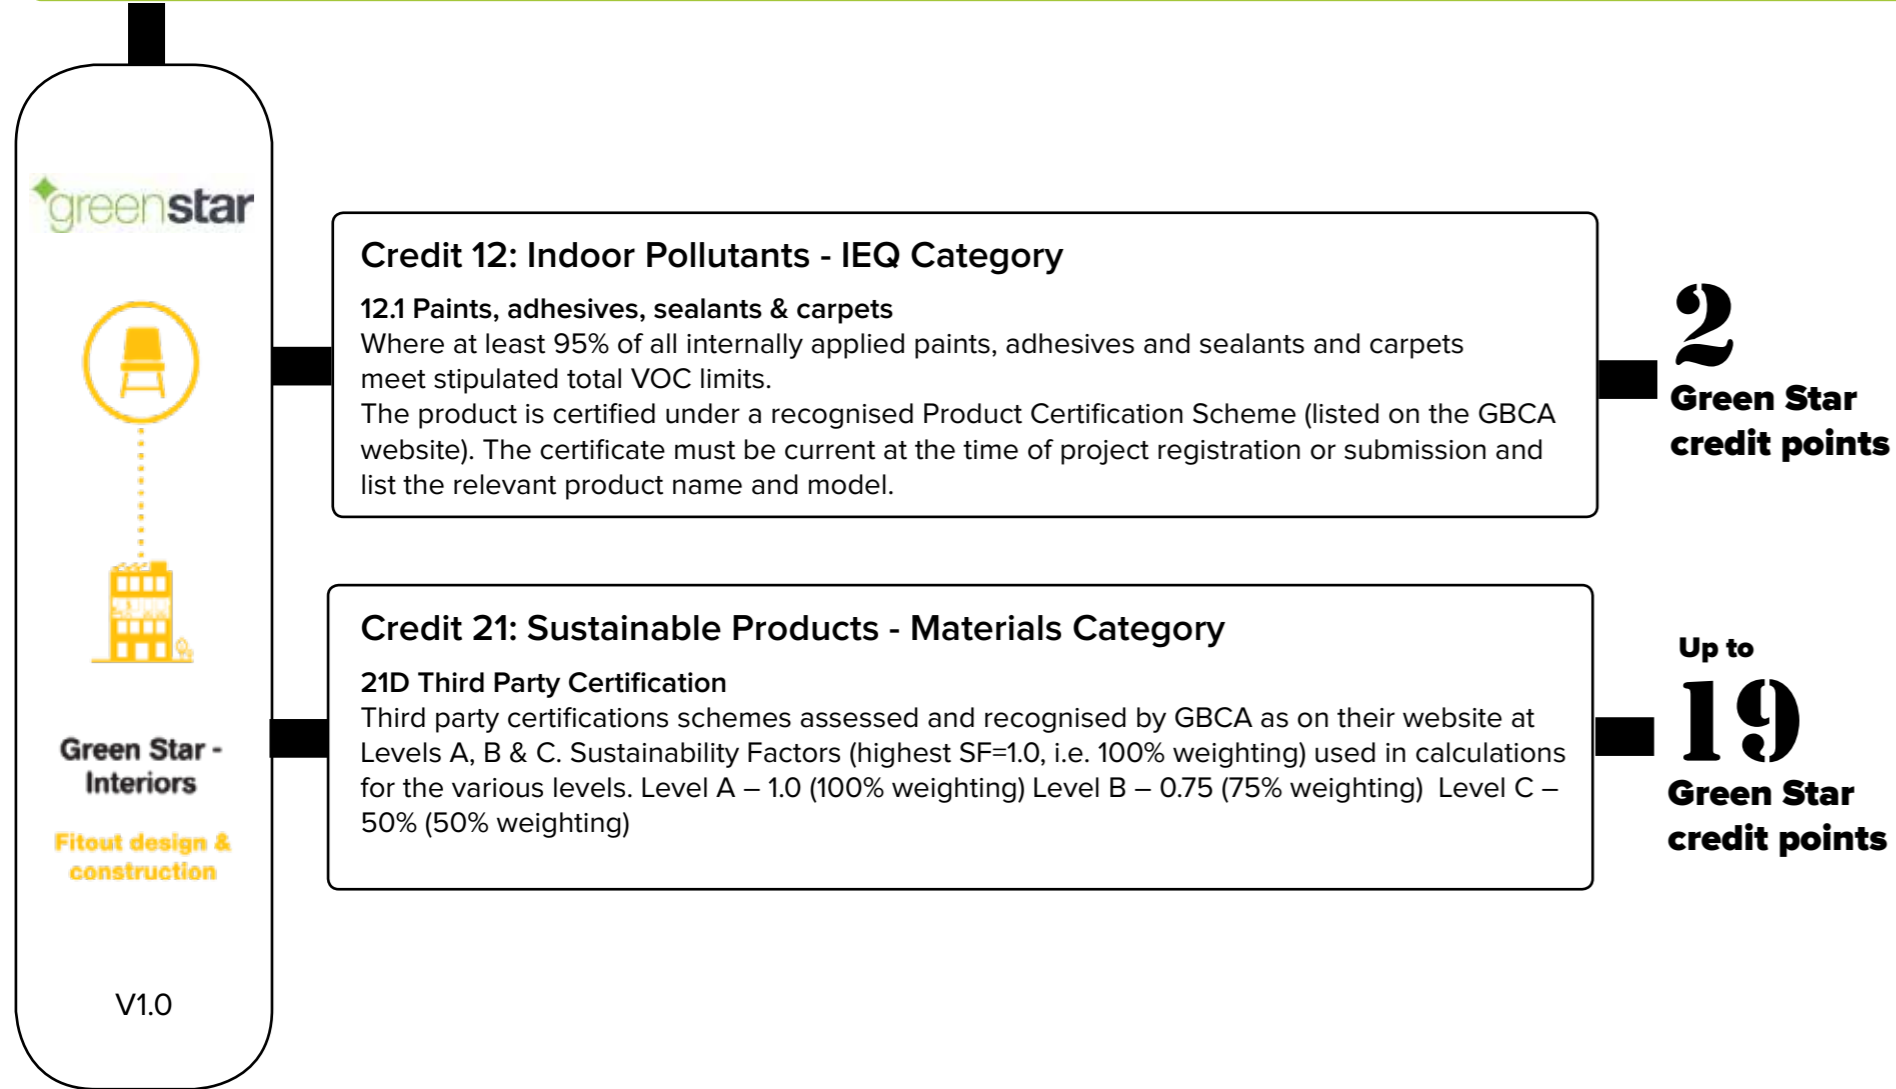 greenstar
Green Star -
Interiors
Fitout design &
construction
V1.0
Credit 12: Indoor Pollutants - IEQ Category
12.1 Paints, adhesives, sealants & carpets
Where at least 95% of all internally applied paints, adhesives and sealants and carpets
meet stipulated total VOC limits.
The product is certified under a recognised Product Certification Scheme (listed on the GBCA
website). The certificate must be current at the time of project registration or submission and
list the relevant product name and model.
2
Green Star
credit points
Credit 21: Sustainable Products - Materials Category
21D Third Party Certification
Third party certifications schemes assessed and recognised by GBCA as on their website at
Levels A, B & C. Sustainability Factors (highest SF=1.0, i.e. 100% weighting) used in calculations
for the various levels. Level A – 1.0 (100% weighting) Level B – 0.75 (75% weighting)  Level C –
50% (50% weighting)
Up to
19
Green Star
credit points